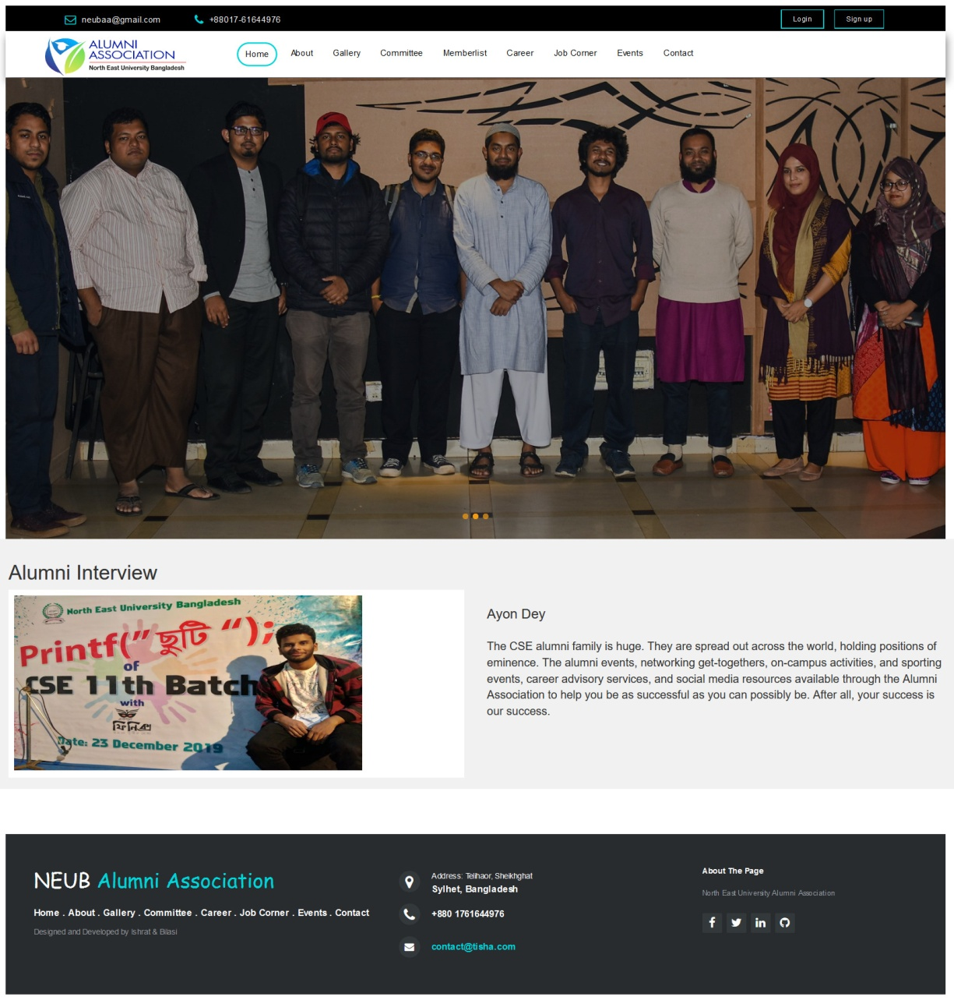 neubaa@gmail.com
+88017-61644976
Login
Sign up
ALUMNI
ASSOCIATION
North East University Bangladesh
Home
About
Gallery
Committee
Memberlist
Career
Job Corner
Events
Contact
Alumni Interview
North East University Bangladesh
Printf("ছুটি");
of
CSE 11th Batch
with
ফিনিক্স
Date: 23 December 2019
Ayon Dey
The CSE alumni family is huge. They are spread out across the world, holding positions of
eminence. The alumni events, networking get-togethers, on-campus activities, and sporting
events, career advisory services, and social media resources available through the Alumni
Association to help you be as successful as you can possibly be. After all, your success is
our success.
NEUB Alumni Association
Home . About . Gallery . Committee . Career . Job Corner . Events . Contact
Designed and Developed by Ishrat & Bilasi
Address: Telihaor, Sheikhghat
Sylhet, Bangladesh
+880 1761644976
contact@tisha.com
About The Page
North East University Alumni Association